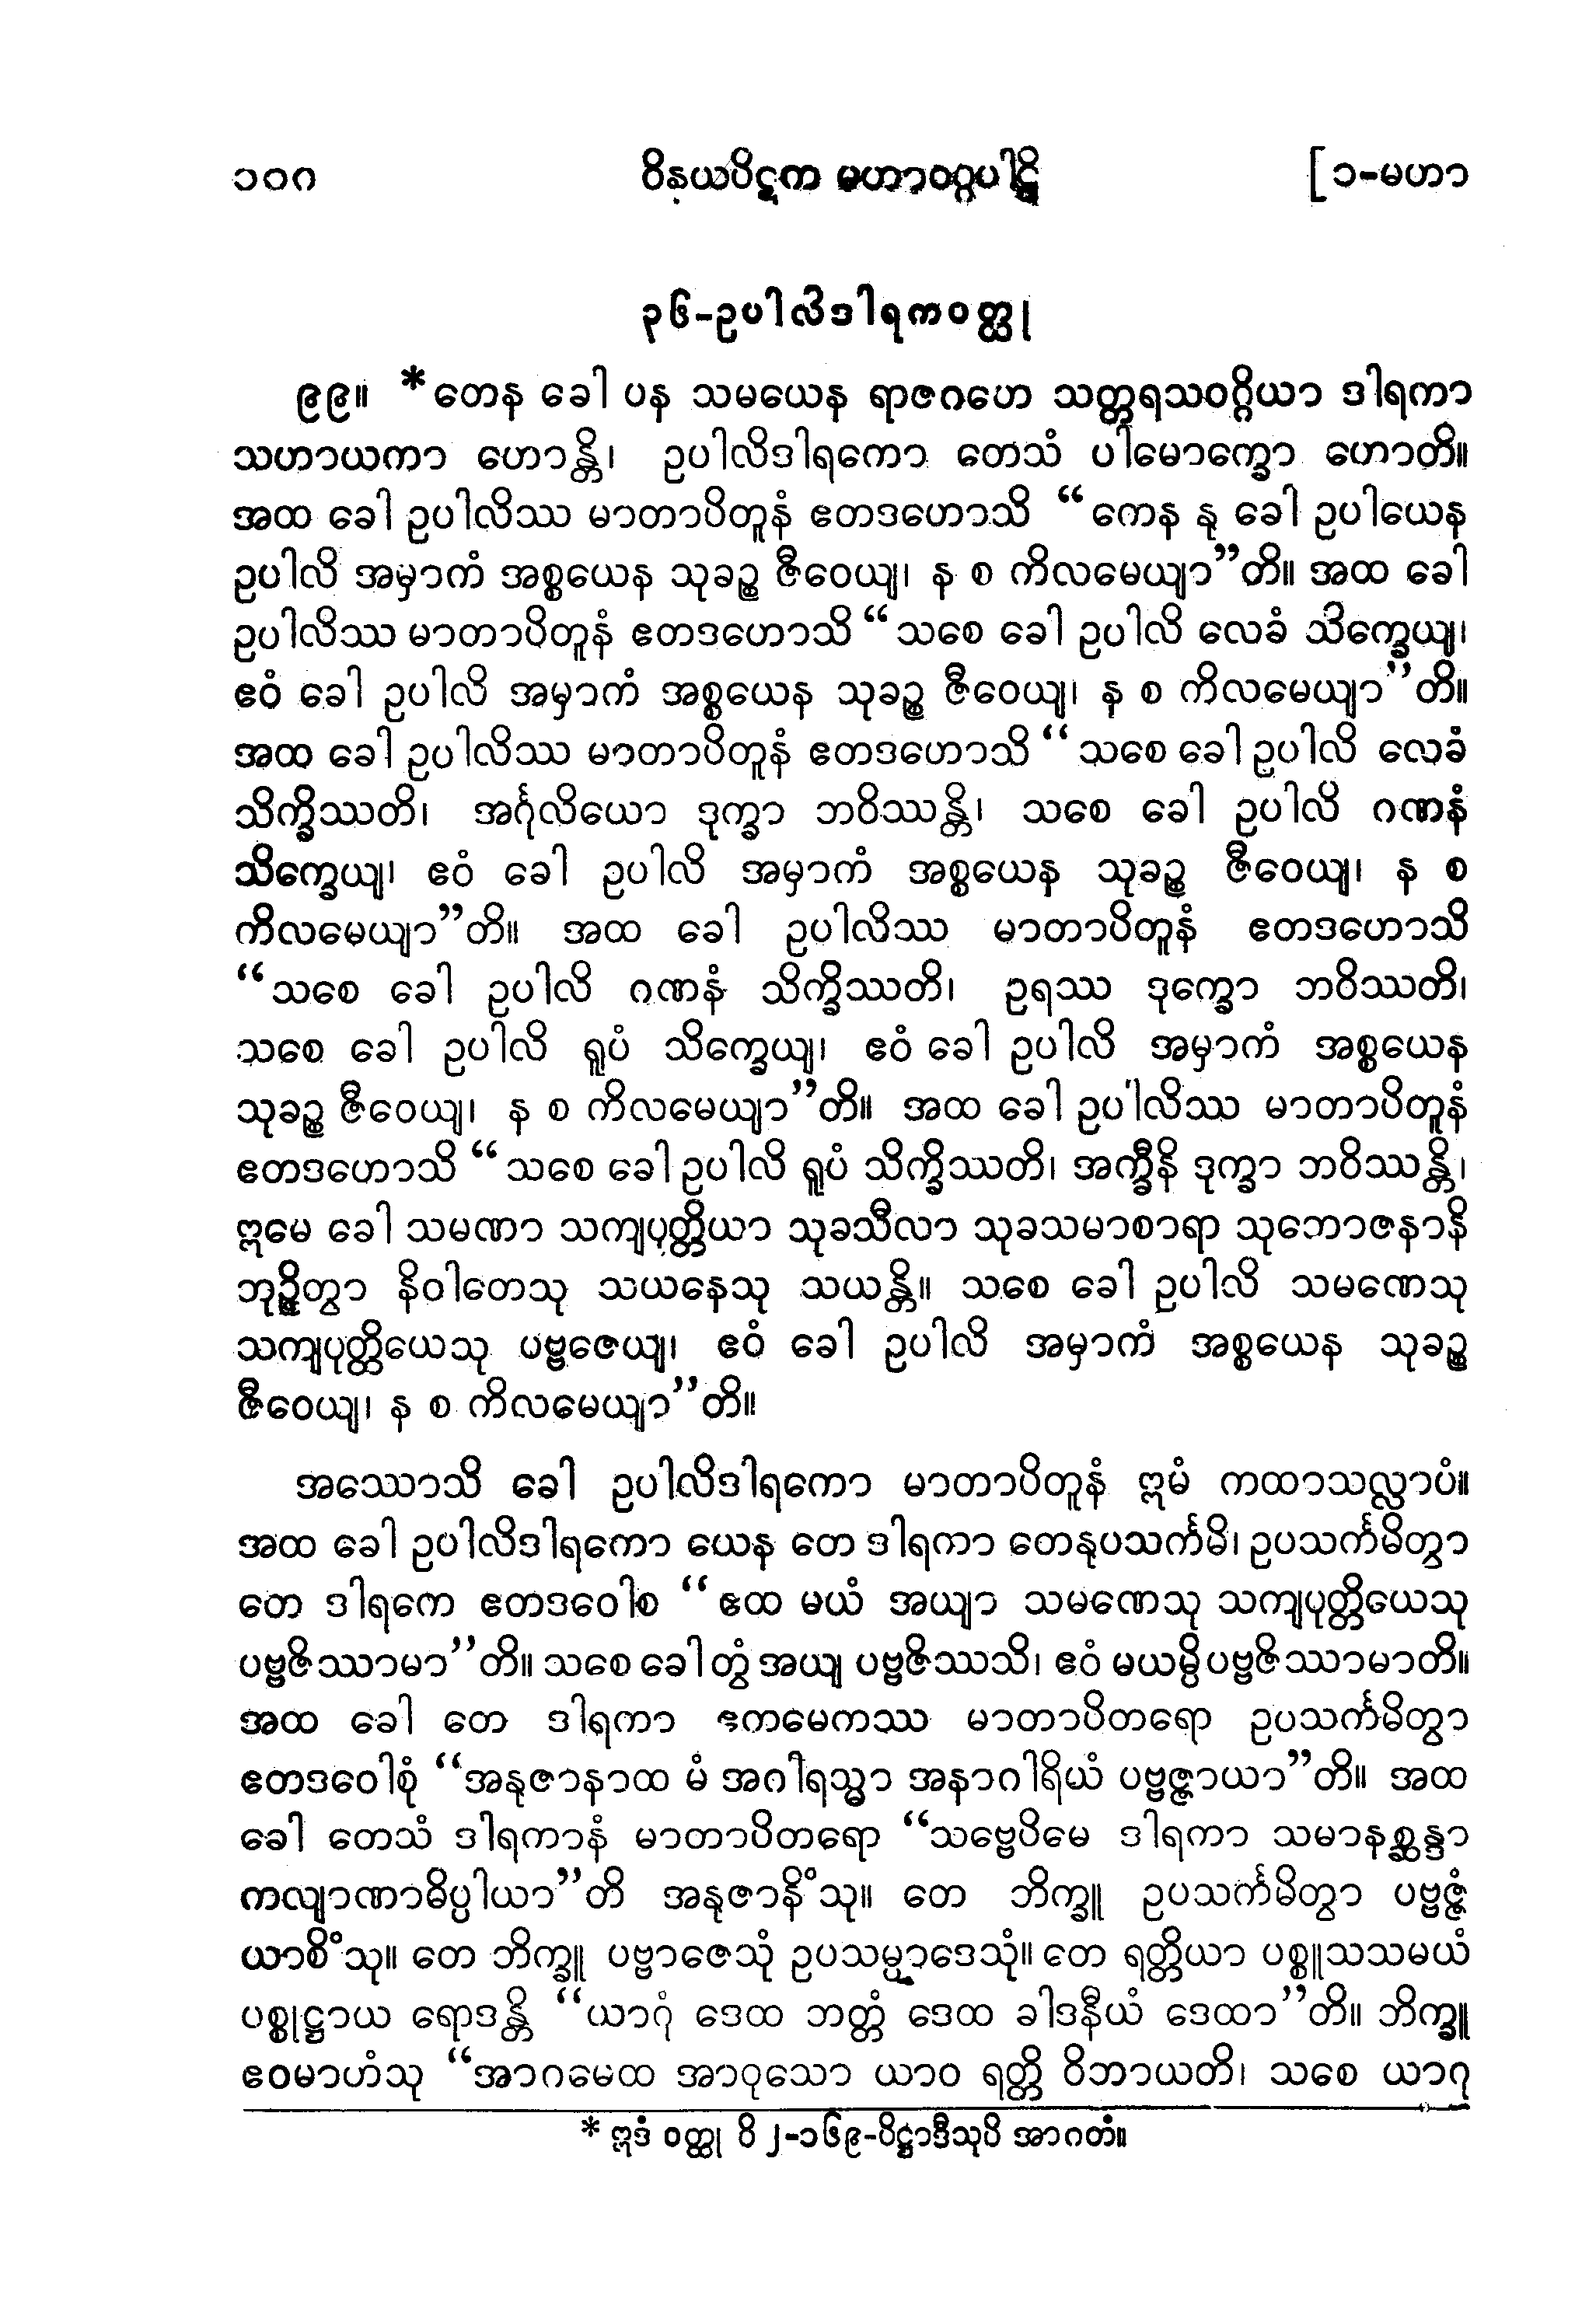 ၁၀ဂ ဝိနယပိဋက မဟာဝဂ္ဂပါဠိ [ ၁-မဟာ
၃၆-ဥပါလိဒါရကဝတ္ထု
၉၉။ *တေန ခေါ ပန သမယေန ရာဇဂဟေ သတ္တရသဝဂ္ဂိယာ ဒါရကာ
သဟာယကာ ဟောန္တိ၊ ဥပါလိဒါရကော တေသံ ပါမောက္ခော ဟောတိ။
အထ ခေါ ဥပါလိဿ မာတာပိတူနံ ဧတဒဟောသိ “ကေန နု ခေါ ဥပါယေန
ဥပါလိ အမှာကံ အစ္စယေန သုခဉ္စ ဇီဝေယျ၊ န စ ကိလမေယျာ”တိ။ အထ ခေါ
ဥပါလိဿ မာတာပိတူနံ ဧတဒဟောသိ “သစေ ခေါ ဥပါလိ လေခံ သိက္ခေယျ၊
ဧဝံ ခေါ ဥပါလိ အမှာကံ အစ္စယေန သုခဉ္စ ဇီဝေယျ၊ န စ ကိလမေယျာ”တိ။
အထ ခေါ ဥပါလိဿ မာတာပိတူနံ ဧတဒဟောသိ “သစေ ခေါ ဥပါလိ လေခံ
သိက္ခိဿတိ၊ အင်္ဂုလိယော ဒုက္ခာ ဘဝိဿန္တိ၊ သစေ ခေါ ဥပါလိ ဂဏနံ
သိက္ခေယျ၊ ဧဝံ ခေါ ဥပါလိ အမှာကံ အစ္စယေန သုခဉ္စ ဇီဝေယျ၊ န စ
ကိလမေယျာ”တိ။ အထ ခေါ ဥပါလိဿ မာတာပိတူနံ ဧတဒဟောသိ
“သစေ ခေါ ဥပါလိ ဂဏနံ သိက္ခိဿတိ၊ ဥရဿ ဒုက္ခော ဘဝိဿတိ၊
သစေ ခေါ ဥပါလိ ရူပံ သိက္ခေယျ၊ ဧဝံ ခေါ ဥပါလိ အမှာကံ အစ္စယေန
သုခဉ္စ ဇီဝေယျ၊ န စ ကိလမေယျာ”တိ။ အထ ခေါ ဥပါလိဿ မာတာပိတူနံ
ဧတဒဟောသိ “သစေ ခေါ ဥပါလိ ရူပံ သိက္ခိဿတိ၊ အက္ခီနိ ဒုက္ခာ ဘဝိဿန္တိ၊
ဣမေ ခေါ သမဏာ သကျပုတ္တိယာ သုခသီလာ သုခသမာစာရာ သုဘောဇနာနိ
ဘုဉ္ဇိတွာ နိဝါတေသု သယနေသု သယန္တိ။ သစေ ခေါ ဥပါလိ သမဏေသု
သကျပုတ္တိယေသု ပဗ္ဗဇေယျ၊ ဧဝံ ခေါ ဥပါလိ အမှာကံ အစ္စယေန သုခဉ္စ
ဇီဝေယျ၊ န စ ကိလမေယျာ”တိ။
အဿောသိ ခေါ ဥပါလိဒါရကော မာတာပိတူနံ ဣမံ ကထာသလ္လာပံ။
အထ ခေါ ဥပါလိဒါရကော ယေန တေ ဒါရကာ တေနုပသင်္ကမိ၊ ဥပသင်္ကမိတွာ
တေ ဒါရကေ ဧတဒဝေါစ “ဧထ မယံ အယျာ သမဏေသု သကျပုတ္တိယေသု
ပဗ္ဗဇိဿာမာ”တိ။ သစေ ခေါ တွံ အယျ ပဗ္ဗဇိဿသိ၊ ဧဝံ မယမ္ပိ ပဗ္ဗဇိဿာမာတိ။
အထ ခေါ တေ ဒါရကာ ဧကမေကဿ မာတာပိတရော ဥပသင်္ကမိတွာ
ဧတဒဝေါစုံ “အနုဇာနာထ မံ အဂါရသ္မာ အနာဂါရိယံ ပဗ္ဗဇ္ဇာယာ”တိ။ အထ
ခေါ တေသံ ဒါရကာနံ မာတာပိတရော “သဗ္ဗေပိမေ ဒါရကာ သမာနစ္ဆန္ဒာ
ကလျာဏာဓိပ္ပါယာ”တိ အနုဇာနိံသု။ တေ ဘိက္ခူ ဥပသင်္ကမိတွာ ပဗ္ဗဇ္ဇံ
ယာစိံသု။ တေ ဘိက္ခူ ပဗ္ဗာဇေသုံ ဥပသမ္ပာဒေသုံ။ တေ ရတ္တိယာ ပစ္စူသသမယံ
ပစ္စုဋ္ဌာယ ရောဒန္တိ “ယာဂုံ ဒေထ ဘတ္တံ ဒေထ ခါဒနီယံ ဒေထာ”တိ။ ဘိက္ခူ
ဧဝမာဟံသု “အာဂမေထ အာဝုသော ယာဝ ရတ္တိ ဝိဘာယတိ၊ သစေ ယာဂု
* ဣဒံ ဝတ္ထု ဝိ ၂-၁၆၉-ပိဋ္ဌာဒီသုပိ အာဂတံ။